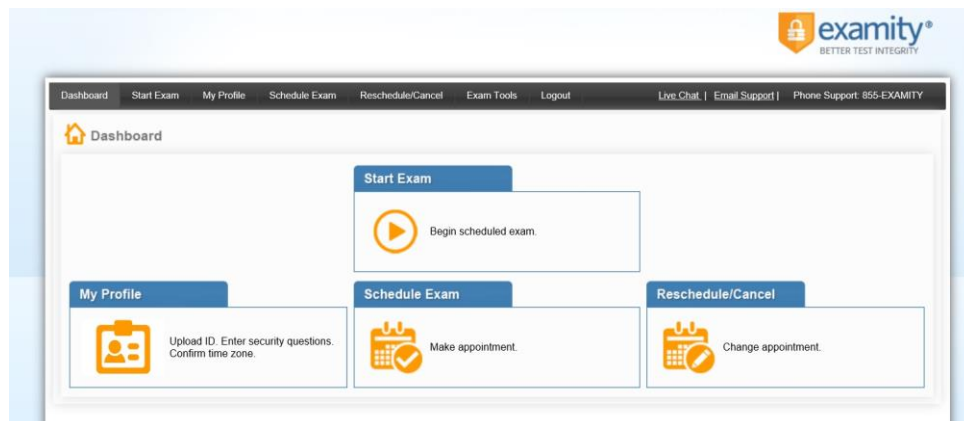 examity®
BETTER TEST INTEGRITY
Dashboard Start Exam My Profile Schedule Exam Reschedule/Cancel Exam Tools Logout Live Chat | Email Support | Phone Support: 855-EXAMITY
Dashboard
Start Exam
Begin scheduled exam.
My Profile
Upload ID. Enter security questions.
Confirm time zone.
Schedule Exam
Make appointment.
Reschedule/Cancel
Change appointment.